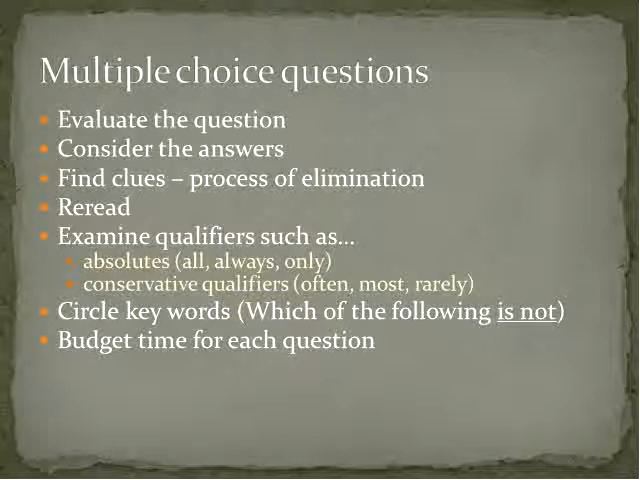 Multiple choice questions
Evaluate the question
Consider the answers
Find clues – process of elimination
Reread
Examine qualifiers such as…
absolutes (all, always, only)
conservative qualifiers (often, most, rarely)
Circle key words (Which of the following is not)
Budget time for each question